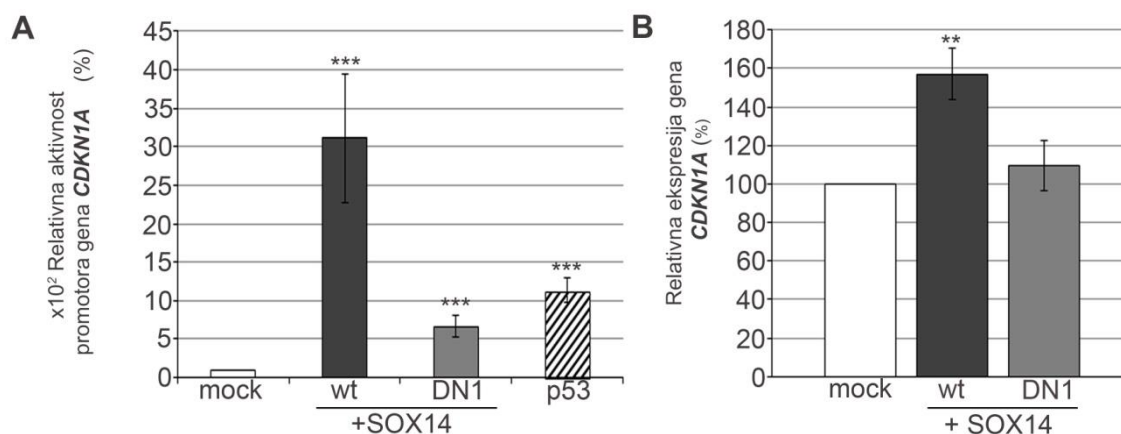 A
x10² Relativna aktivnost
promotora gena CDKN1A (%)
45
40
35
30
25
20
15
10
5
0
***
***
***
mock
wt
DN1
p53
+SOX14
B
Relativna ekspresija gena
CDKN1A (%)
180
160
140
120
100
80
60
40
20
0
**
mock
wt
DN1
+ SOX14